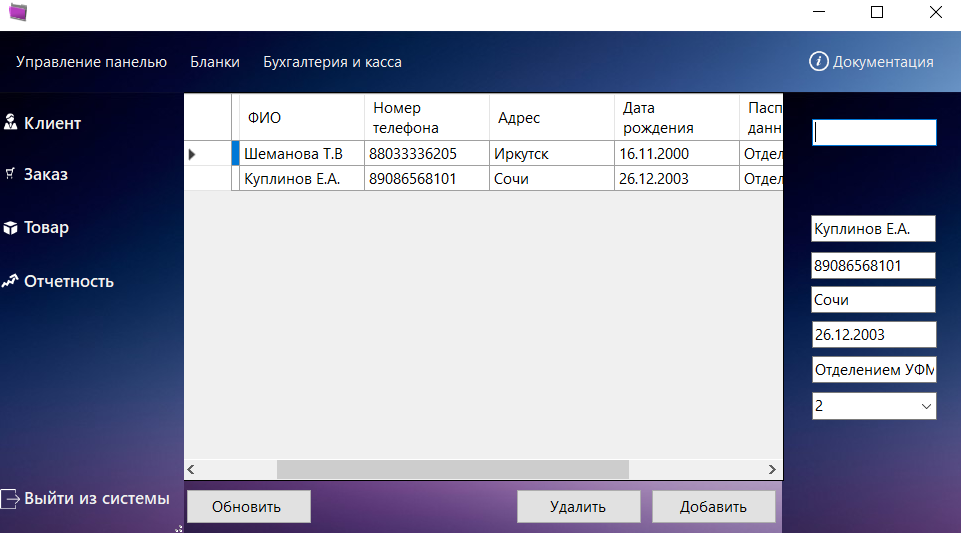 Управление панелью Бланки Бухгалтерия и касса Документация
Клиент
Заказ
Товар
Отчетность
Выйти из системы
ФИО Номер телефона Адрес Дата рождения Расп данн
Шеманова Т.В 88033336205 Иркутск 16.11.2000 Отдел
Куплинов Е.А. 89086568101 Сочи 26.12.2003 Отдел
Обновить Удалить Добавить
Куплинов Е.А.
89086568101
Сочи
26.12.2003
Отделением УФМ
2